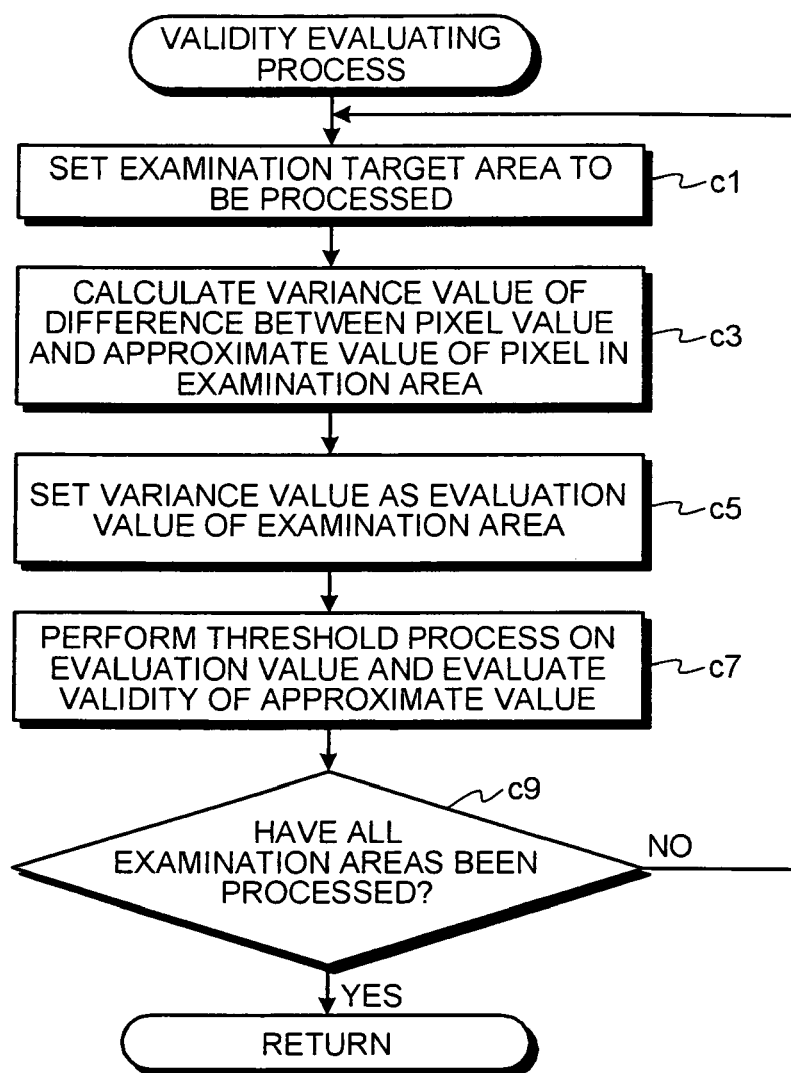 VALIDITY EVALUATING
PROCESS
SET EXAMINATION TARGET AREA TO
BE PROCESSED
c1
CALCULATE VARIANCE VALUE OF
DIFFERENCE BETWEEN PIXEL VALUE
AND APPROXIMATE VALUE OF PIXEL IN
EXAMINATION AREA
c3
SET VARIANCE VALUE AS EVALUATION
VALUE OF EXAMINATION AREA
c5
PERFORM THRESHOLD PROCESS ON
EVALUATION VALUE AND EVALUATE
VALIDITY OF APPROXIMATE VALUE
c7
c9
HAVE ALL
EXAMINATION AREAS BEEN
PROCESSED?
NO
YES
RETURN